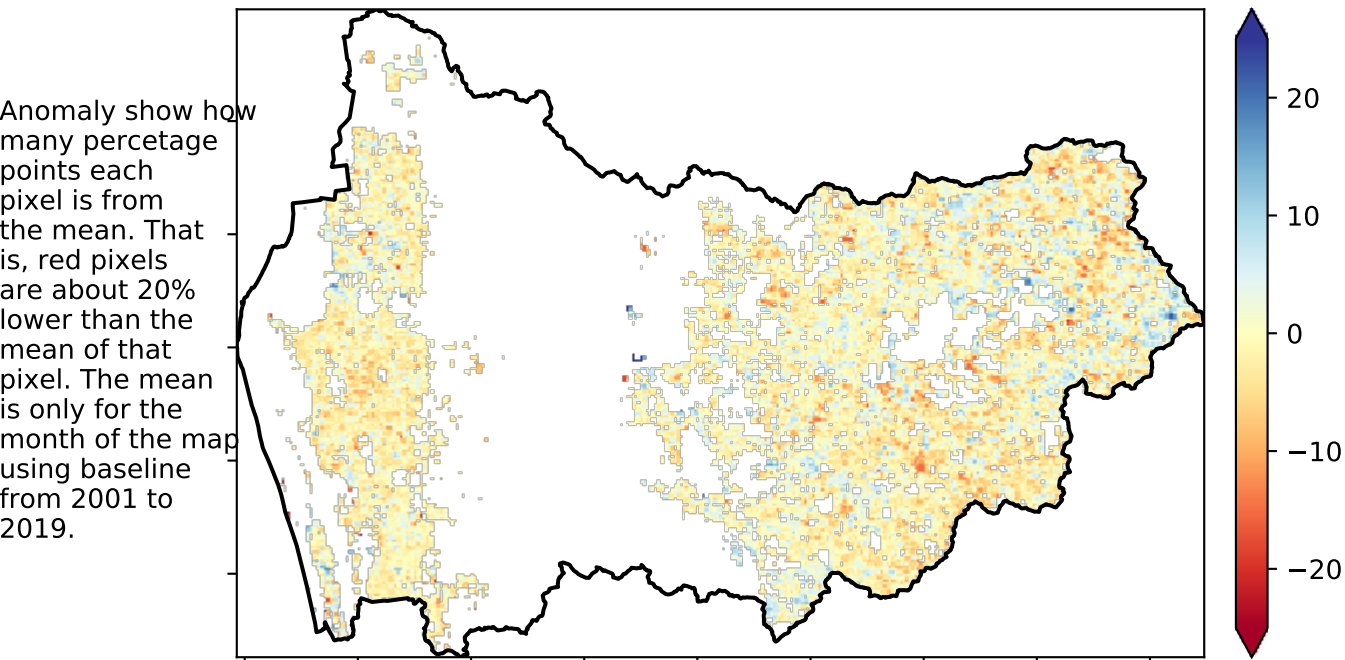 Anomaly show how
many percetage
points each
pixel is from
the mean. That
is, red pixels
are about 20%
lower than the
mean of that
pixel. The mean
is only for the
month of the map
using baseline
from 2001 to
2019.
20
10
0
−10
−20